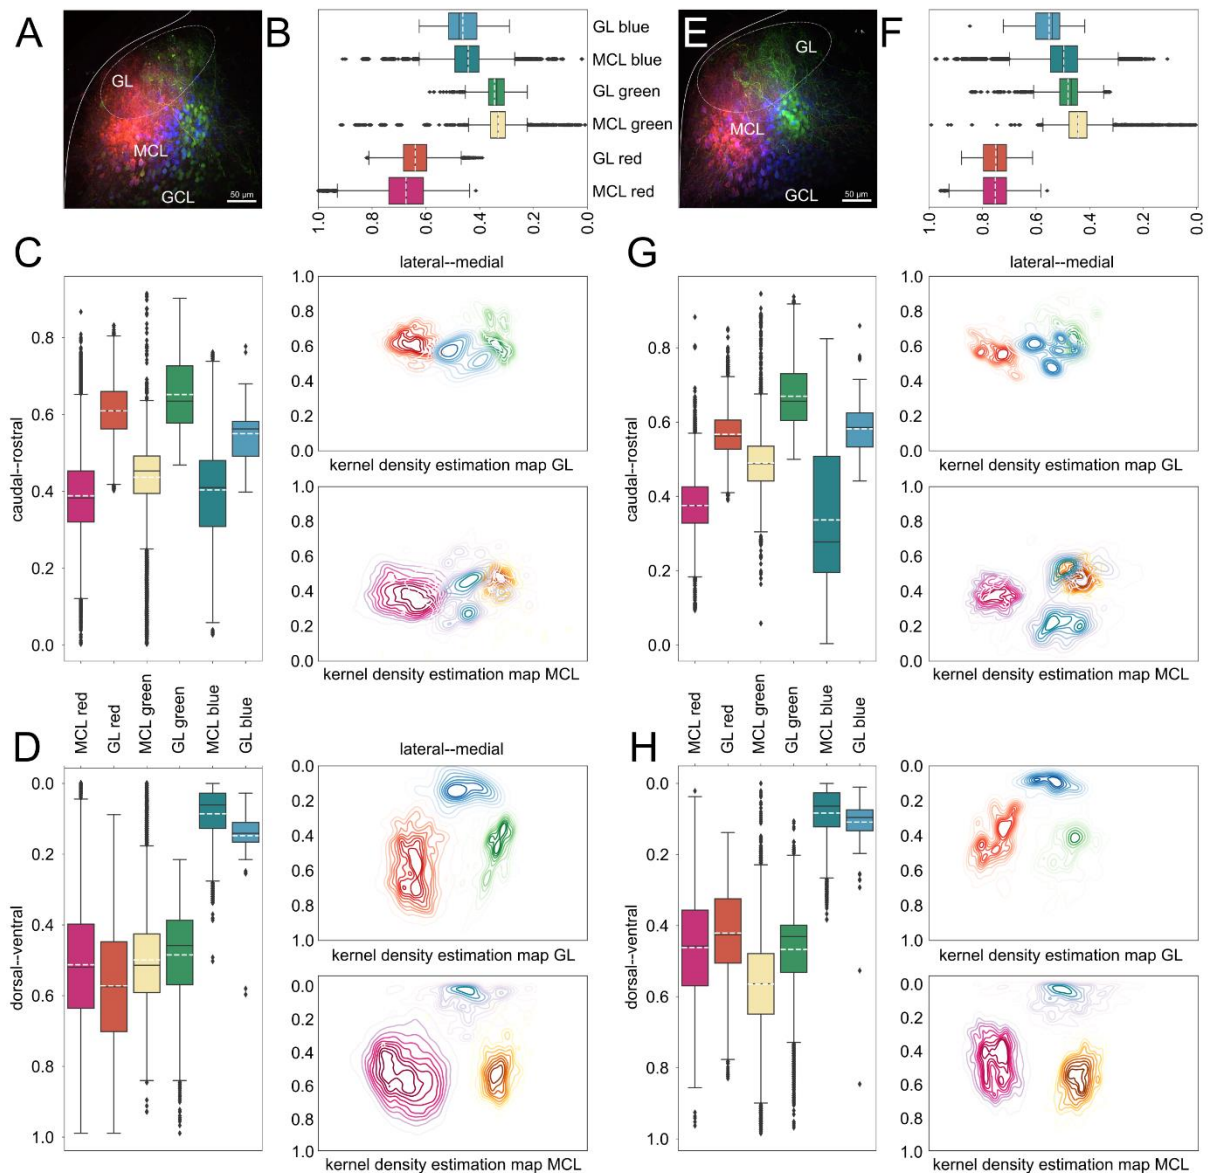 A
GL
MCL
GCL
50 µm
B
GL blue
MCL blue
GL green
MCL green
GL red
MCL red
1.0
0.8
0.6
0.4
0.2
0.0
E
GL
MCL
GCL
50 µm
F
1.0
0.8
0.6
0.4
0.2
0.0
C
caudal--rostral
0.8
0.6
0.4
0.2
0.0
lateral--medial
1.0
0.8
0.6
0.4
0.2
0.0
kernel density estimation map GL
1.0
0.8
0.6
0.4
0.2
0.0
kernel density estimation map MCL
MCL red
GL red
MCL green
GL green
MCL blue
GL blue
G
caudal--rostral
0.8
0.6
0.4
0.2
0.0
lateral--medial
1.0
0.8
0.6
0.4
0.2
0.0
kernel density estimation map GL
1.0
0.8
0.6
0.4
0.2
0.0
kernel density estimation map MCL
MCL red
GL red
MCL green
GL green
MCL blue
GL blue
D
dorsal--ventral
0.0
0.2
0.4
0.6
0.8
1.0
lateral--medial
0.0
0.2
0.4
0.6
0.8
1.0
kernel density estimation map GL
0.0
0.2
0.4
0.6
0.8
1.0
kernel density estimation map MCL
H
dorsal--ventral
0.0
0.2
0.4
0.6
0.8
1.0
0.0
0.2
0.4
0.6
0.8
1.0
kernel density estimation map GL
0.0
0.2
0.4
0.6
0.8
1.0
kernel density estimation map MCL